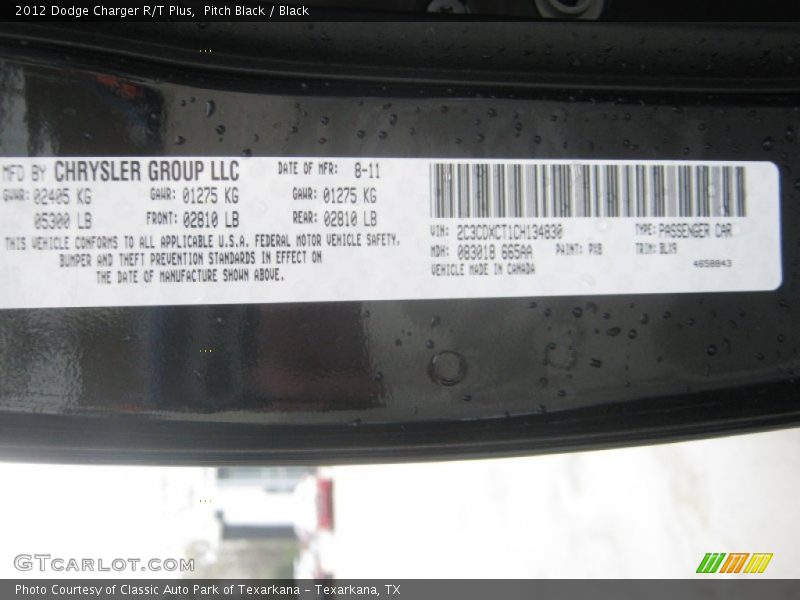 2012 Dodge Charger R/T Plus,  Pitch Black / Black
MFD BY CHRYSLER GROUP LLC DATE OF MFR: 8-11
GVWR: 02405 KG GAWR: 01275 KG GAWR: 01275 KG
05300 LB FRONT: 02810 LB REAR: 02810 LB
THIS VEHICLE CONFORMS TO ALL APPLICABLE U.S.A. FEDERAL MOTOR VEHICLE SAFETY,
BUMPER AND THEFT PREVENTION STANDARDS IN EFFECT ON
THE DATE OF MANUFACTURE SHOWN ABOVE.
VIN: 2C3CDXCT1CH134830 TYPE: PASSENGER CAR
MDH: 083018 665AA PAINT: PX8 TRIM: BLX9
VEHICLE MADE IN CANADA 4658843
GTCARLOT.COM
Photo Courtesy of Classic Auto Park of Texarkana - Texarkana, TX